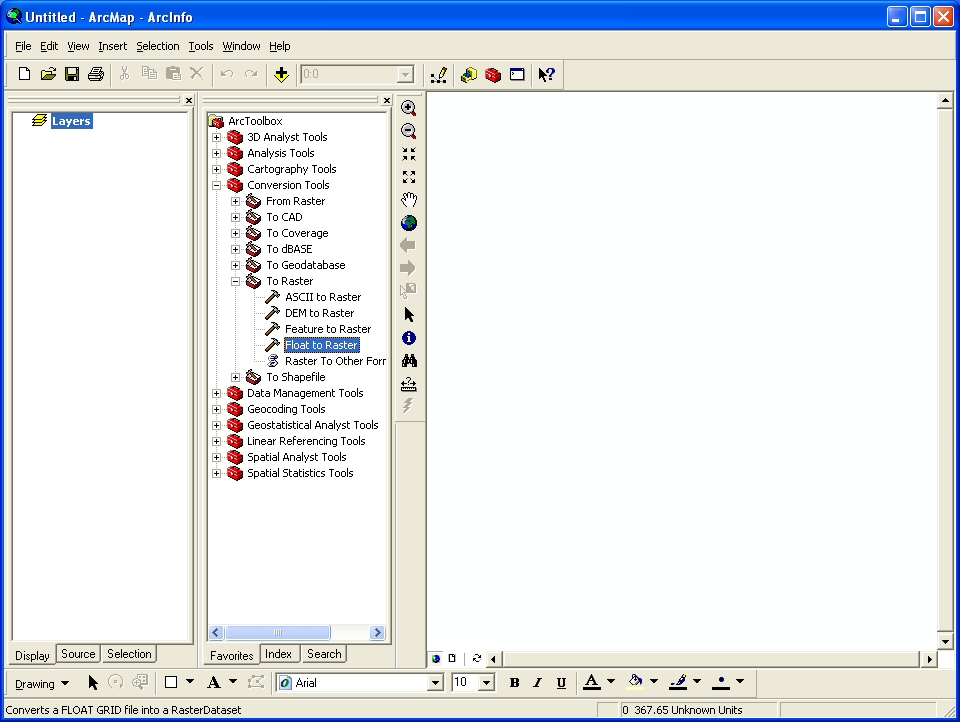 Untitled - ArcMap - ArcInfo
File Edit View Insert Selection Tools Window Help
0:0
Layers
ArcToolbox
3D Analyst Tools
Analysis Tools
Cartography Tools
Conversion Tools
From Raster
To CAD
To Coverage
To dBASE
To Geodatabase
To Raster
ASCII to Raster
DEM to Raster
Feature to Raster
Float to Raster
Raster To Other Forr
To Shapefile
Data Management Tools
Geocoding Tools
Geostatistical Analyst Tools
Linear Referencing Tools
Spatial Analyst Tools
Spatial Statistics Tools
Display Source Selection
Favorites Index Search
Drawing A Arial 10 B I U A
Converts a FLOAT GRID file into a RasterDataset
0 367.65 Unknown Units